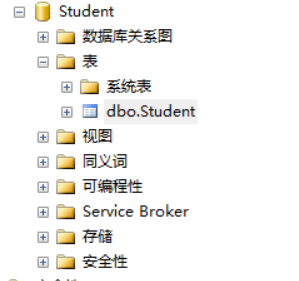 Student
数据库关系图
表
系统表
dbo.Student
视图
同义词
可编程性
Service Broker
存储
安全性